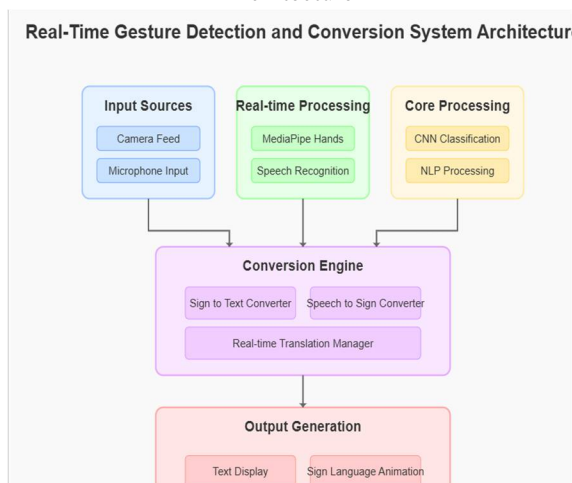 Real-Time Gesture Detection and Conversion System Architecture
Input Sources
Camera Feed
Microphone Input
Real-time Processing
MediaPipe Hands
Speech Recognition
Core Processing
CNN Classification
NLP Processing
Conversion Engine
Sign to Text Converter
Speech to Sign Converter
Real-time Translation Manager
Output Generation
Text Display
Sign Language Animation